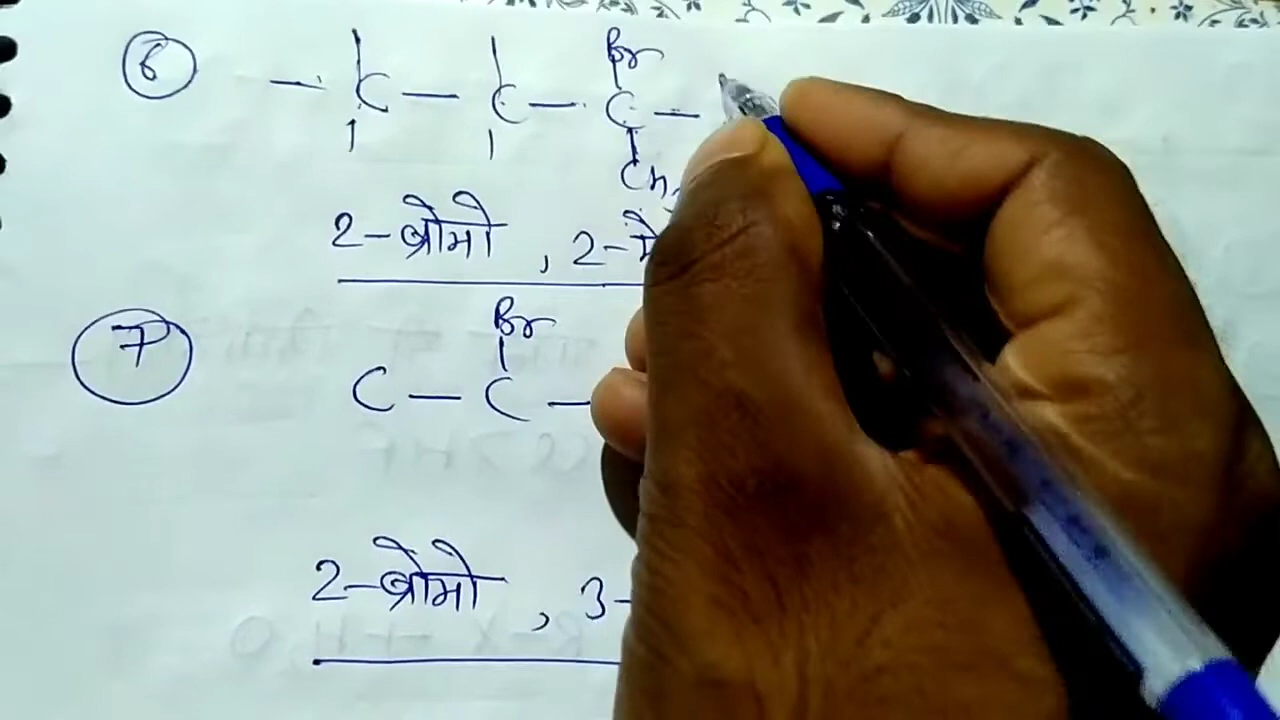 6
Br
– C – C – C –
CH
2-ब्रोमो , 2-
7
Br
C – C –
2-ब्रोमो , 3-